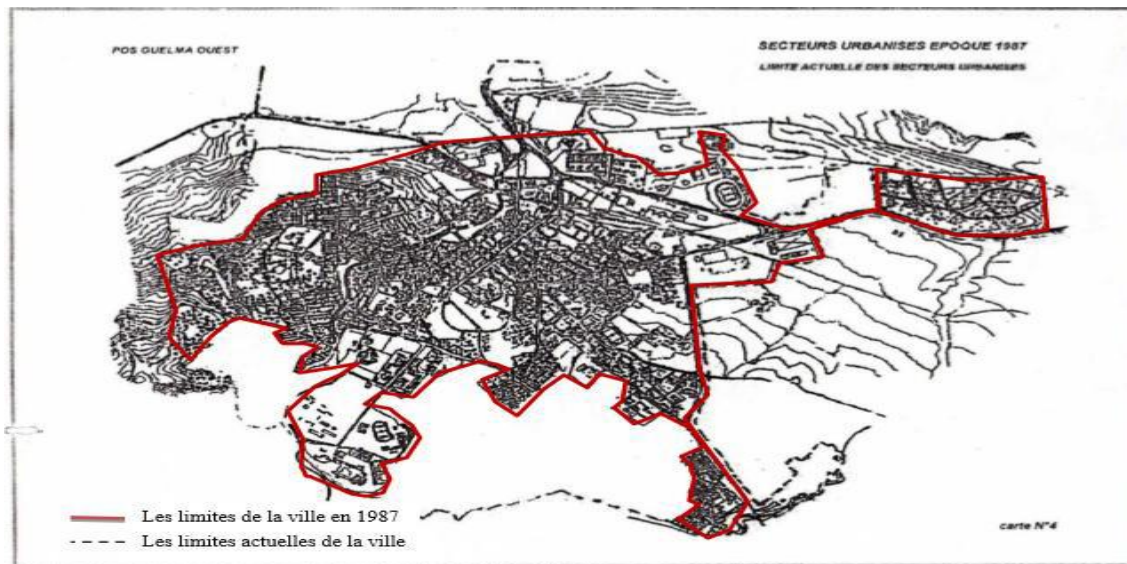 POS GUELMA OUEST
SECTEURS URBANISES EPOQUE 1987
LIMITE ACTUELLE DES SECTEURS URBANISES
Les limites de la ville en 1987
Les limites actuelles de la ville
carte N°4